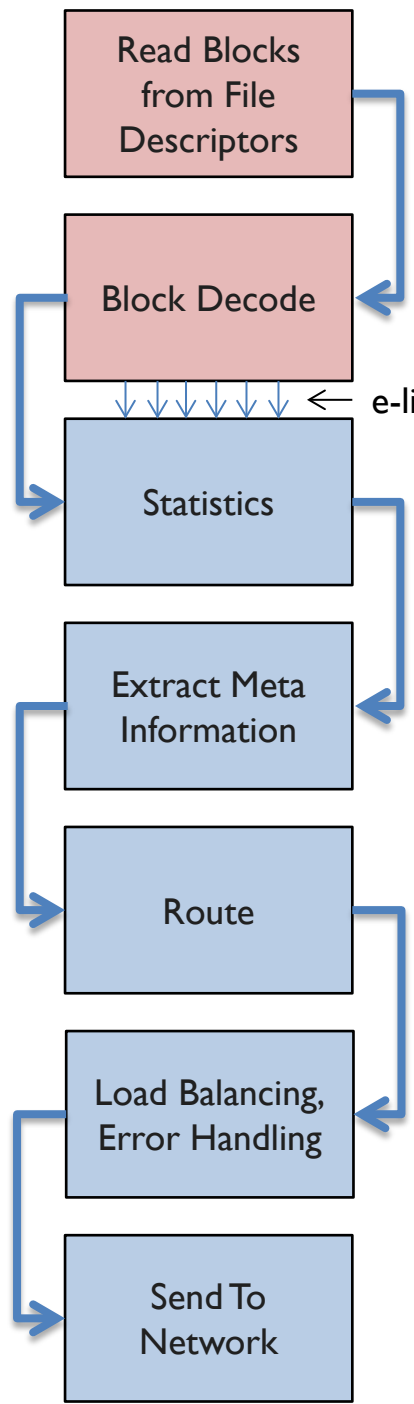 Read Blocks
from File
Descriptors
Block Decode
Statistics
Extract Meta
Information
Route
Load Balancing,
Error Handling
Send To
Network